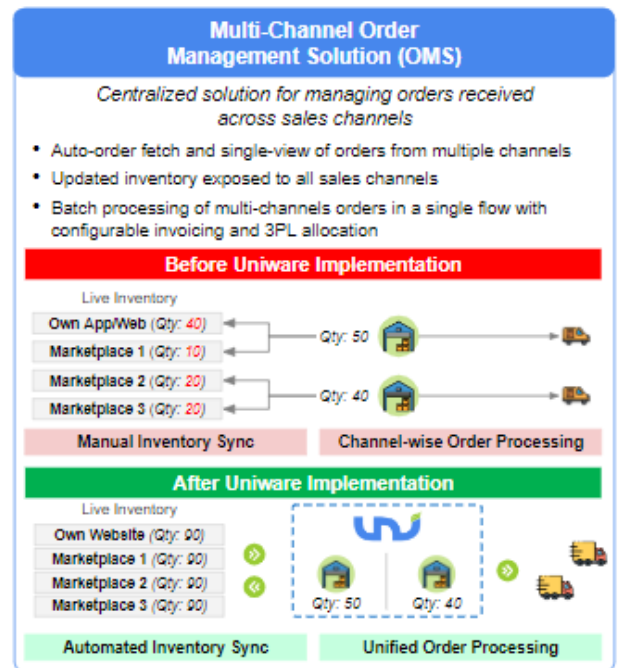 Multi-Channel Order
Management Solution (OMS)
Centralized solution for managing orders received
across sales channels
• Auto-order fetch and single-view of orders from multiple channels
• Updated inventory exposed to all sales channels
• Batch processing of multi-channels orders in a single flow with
configurable invoicing and 3PL allocation
Before Uniware Implementation
Live Inventory
Own App/Web (Qty: 40)
Marketplace 1 (Qty: 10)
Qty: 50
Marketplace 2 (Qty: 20)
Marketplace 3 (Qty: 20)
Qty: 40
Manual Inventory Sync
Channel-wise Order Processing
After Uniware Implementation
Live Inventory
Own Website (Qty: 90)
Marketplace 1 (Qty: 90)
Marketplace 2 (Qty: 90)
Marketplace 3 (Qty: 90)
uni
Qty: 50
Qty: 40
Automated Inventory Sync
Unified Order Processing